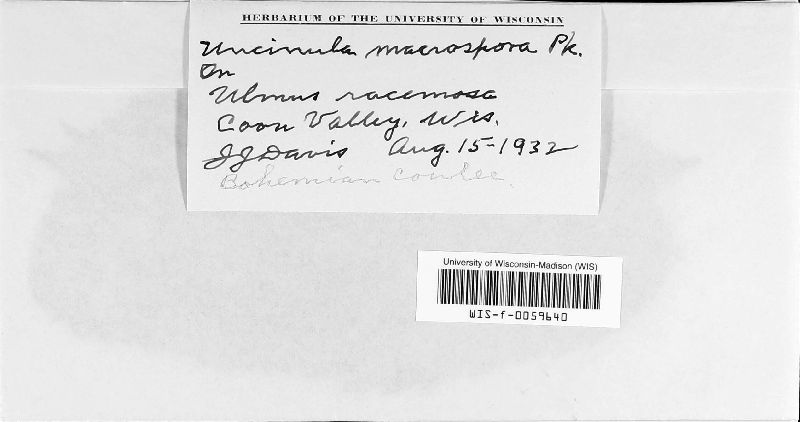 HERBARIUM OF THE UNIVERSITY OF WISCONSIN
Uncinula macrospora Pk.
On
Ulmus racemosa
Coon Valley, Wis.
JJDavis Aug. 15-1932
Bohemian Coulee.
University of Wisconsin-Madison (WIS)
WIS-f-0059640